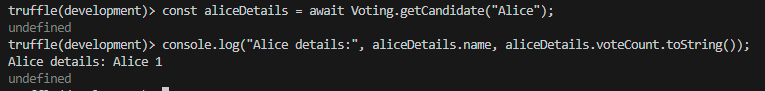 truffle(development)> const aliceDetails = await Voting.getCandidate("Alice");
undefined
truffle(development)> console.log("Alice details:", aliceDetails.name, aliceDetails.voteCount.toString());
Alice details: Alice 1
undefined